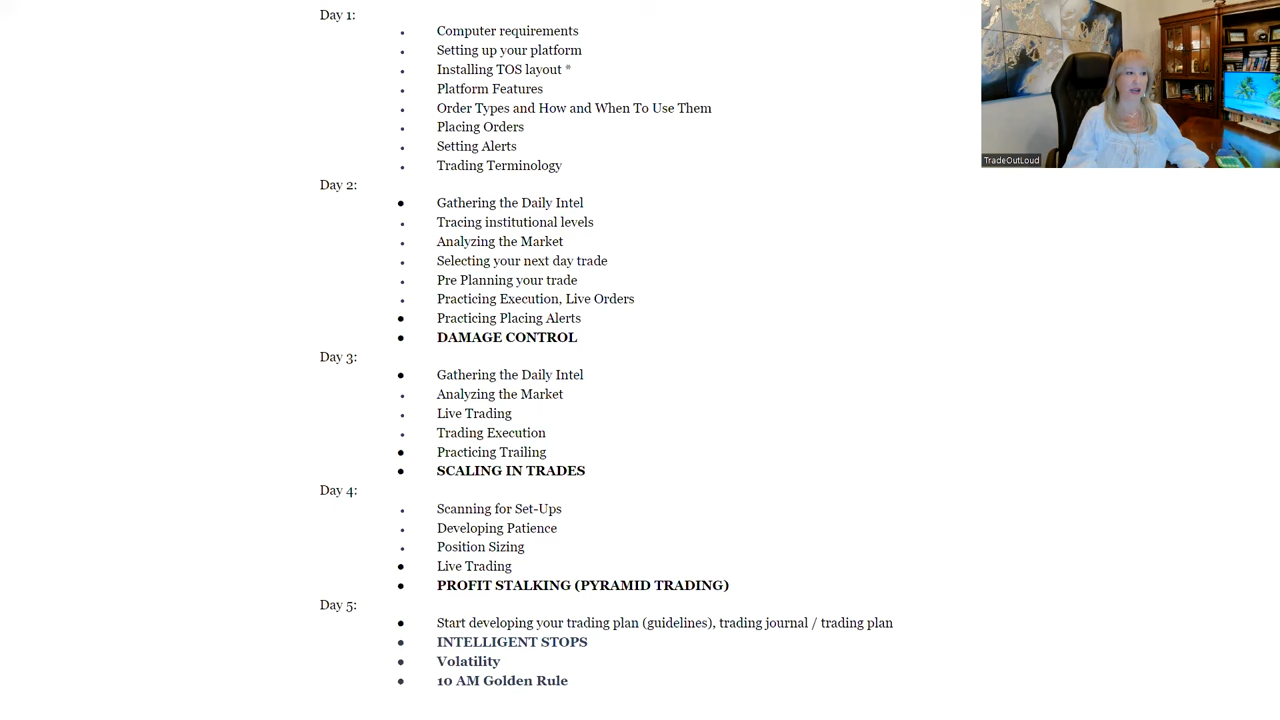 Day 1:
Computer requirements
Setting up your platform
Installing TOS layout *
Platform Features
Order Types and How and When To Use Them
Placing Orders
Setting Alerts
Trading Terminology
Day 2:
Gathering the Daily Intel
Tracing institutional levels
Analyzing the Market
Selecting your next day trade
Pre Planning your trade
Practicing Execution, Live Orders
Practicing Placing Alerts
DAMAGE CONTROL
Day 3:
Gathering the Daily Intel
Analyzing the Market
Live Trading
Trading Execution
Practicing Trailing
SCALING IN TRADES
Day 4:
Scanning for Set-Ups
Developing Patience
Position Sizing
Live Trading
PROFIT STALKING (PYRAMID TRADING)
Day 5:
Start developing your trading plan (guidelines), trading journal / trading plan
INTELLIGENT STOPS
Volatility
10 AM Golden Rule
TradeOutLoud